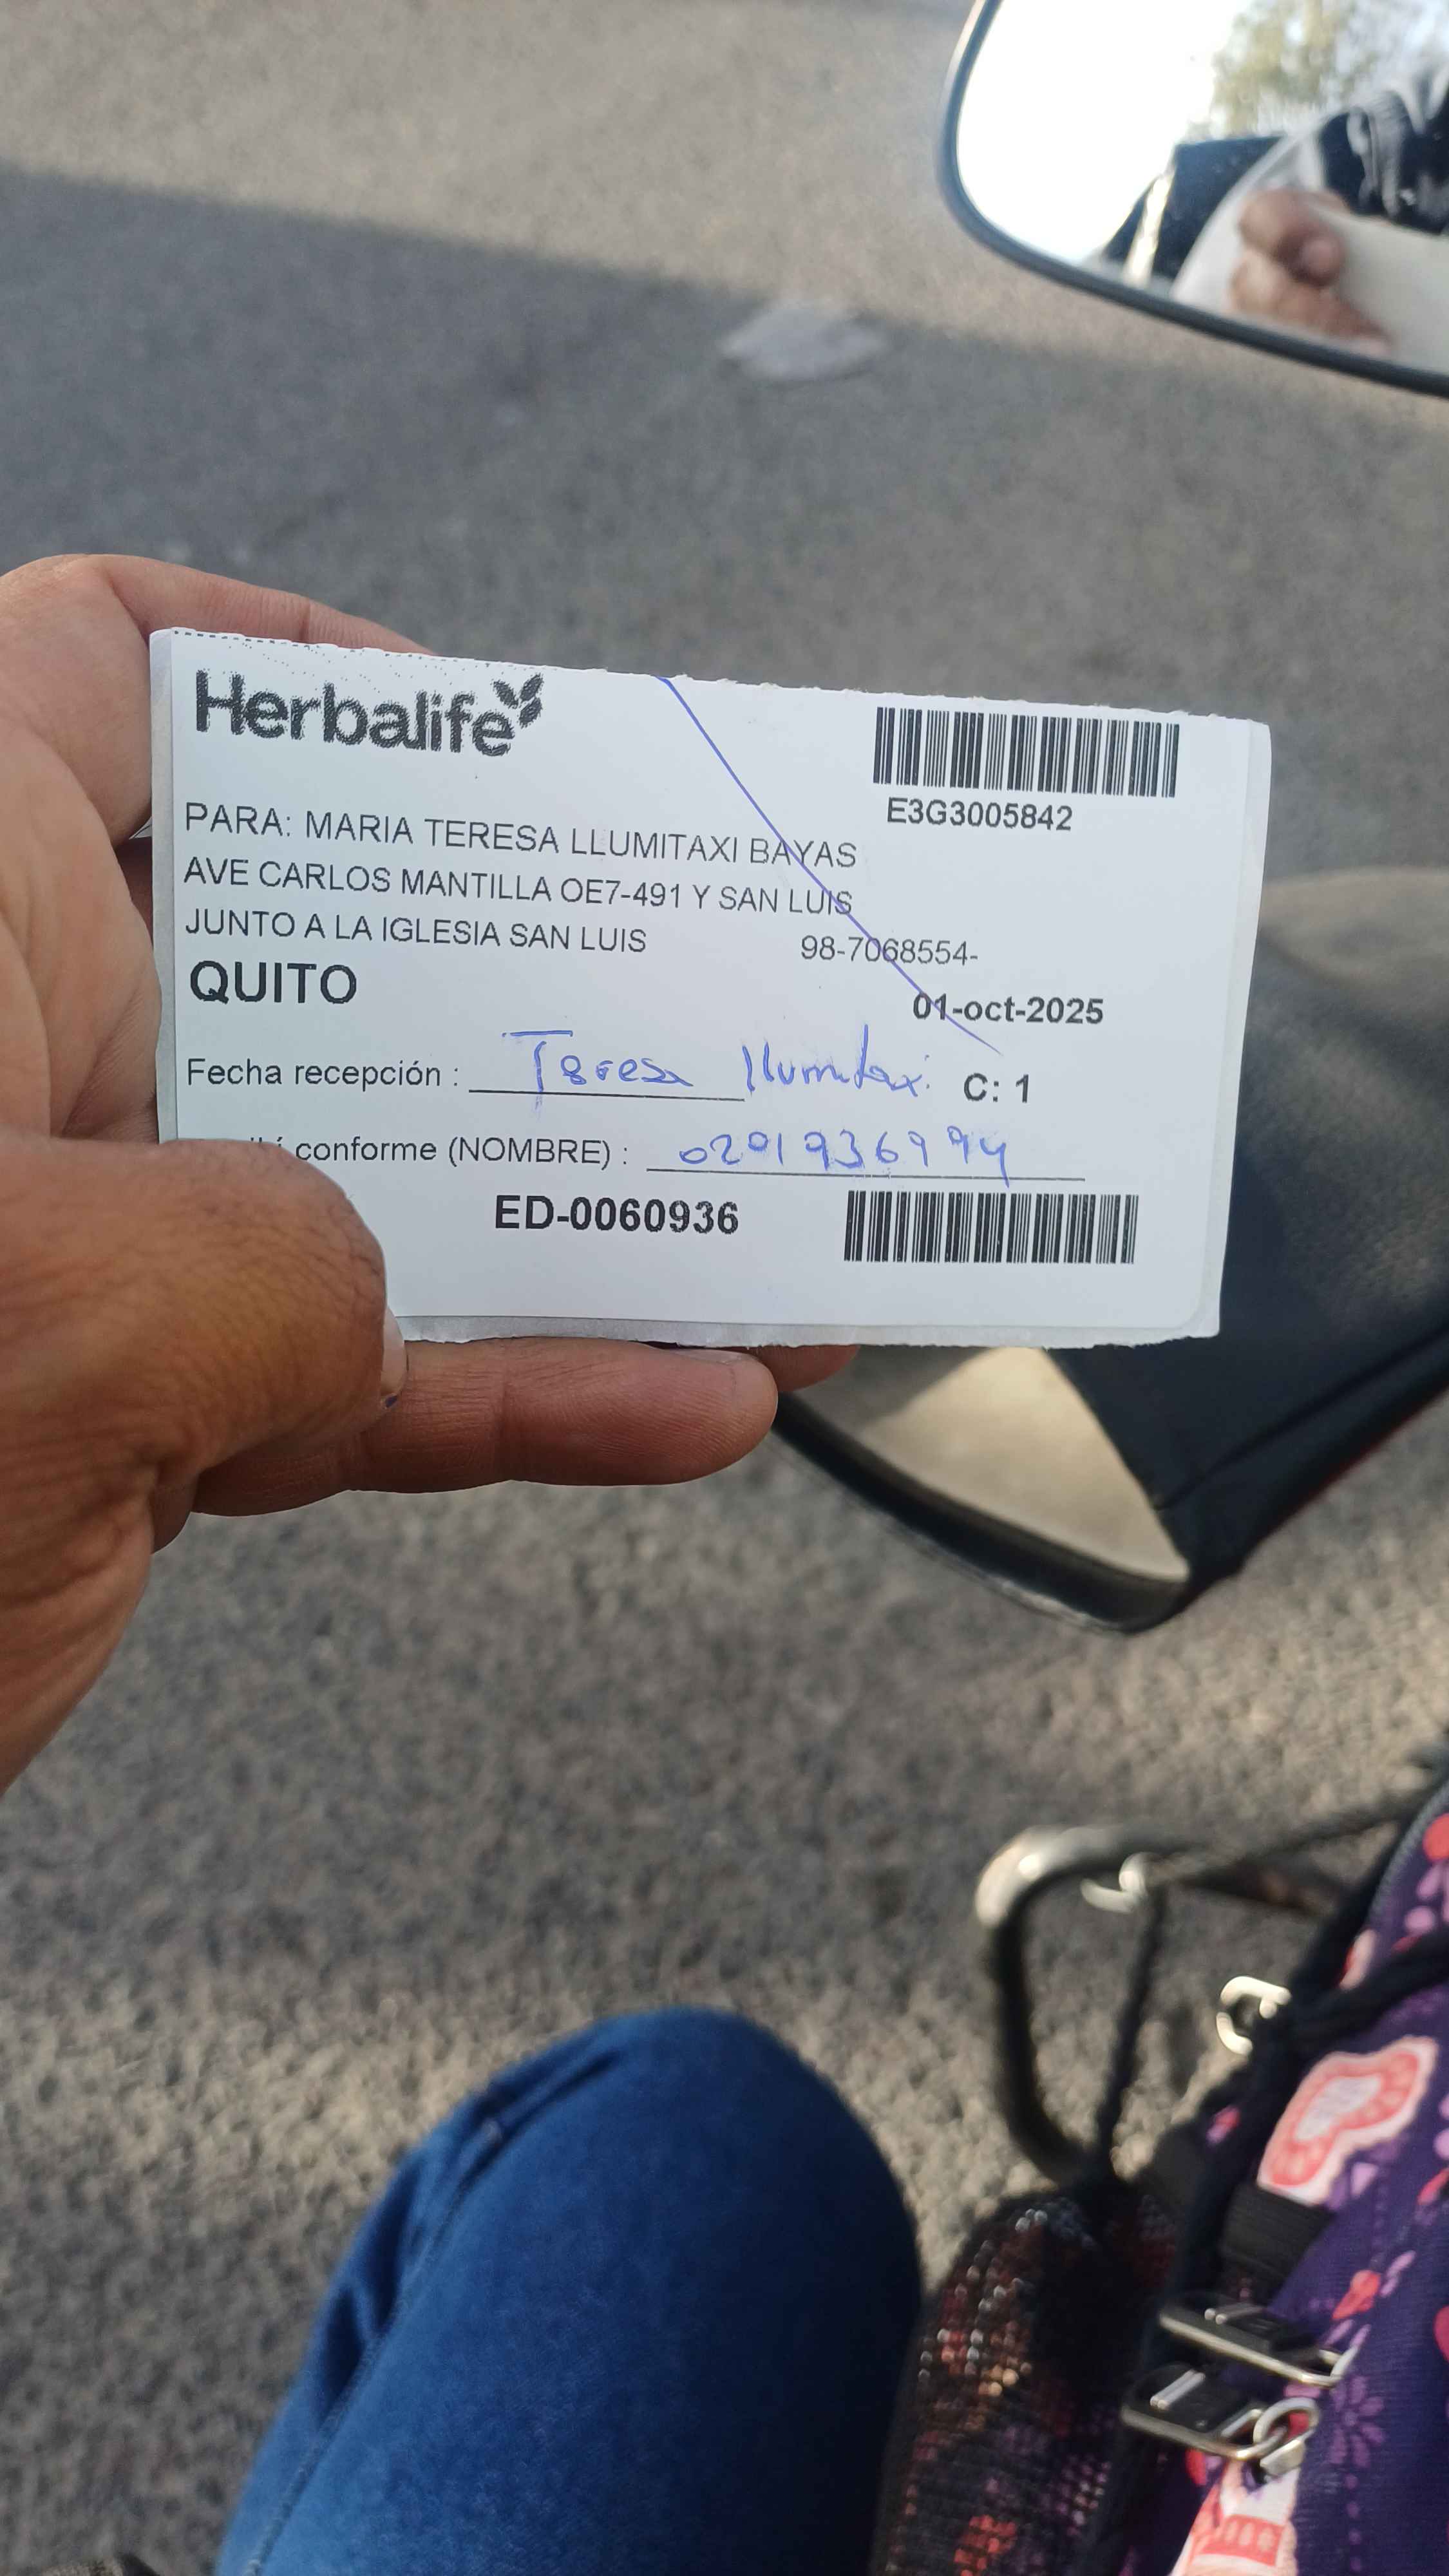 Herbalife
E3G3005842
PARA: MARIA TERESA LLUMITAXI BAYAS
AVE CARLOS MANTILLA OE7-491 Y SAN LUIS
JUNTO A LA IGLESIA SAN LUIS 98-7068554-
QUITO
01-oct-2025
Fecha recepción : Teresa llumitaxi C: 1
conforme (NOMBRE) : 0201936994
ED-0060936